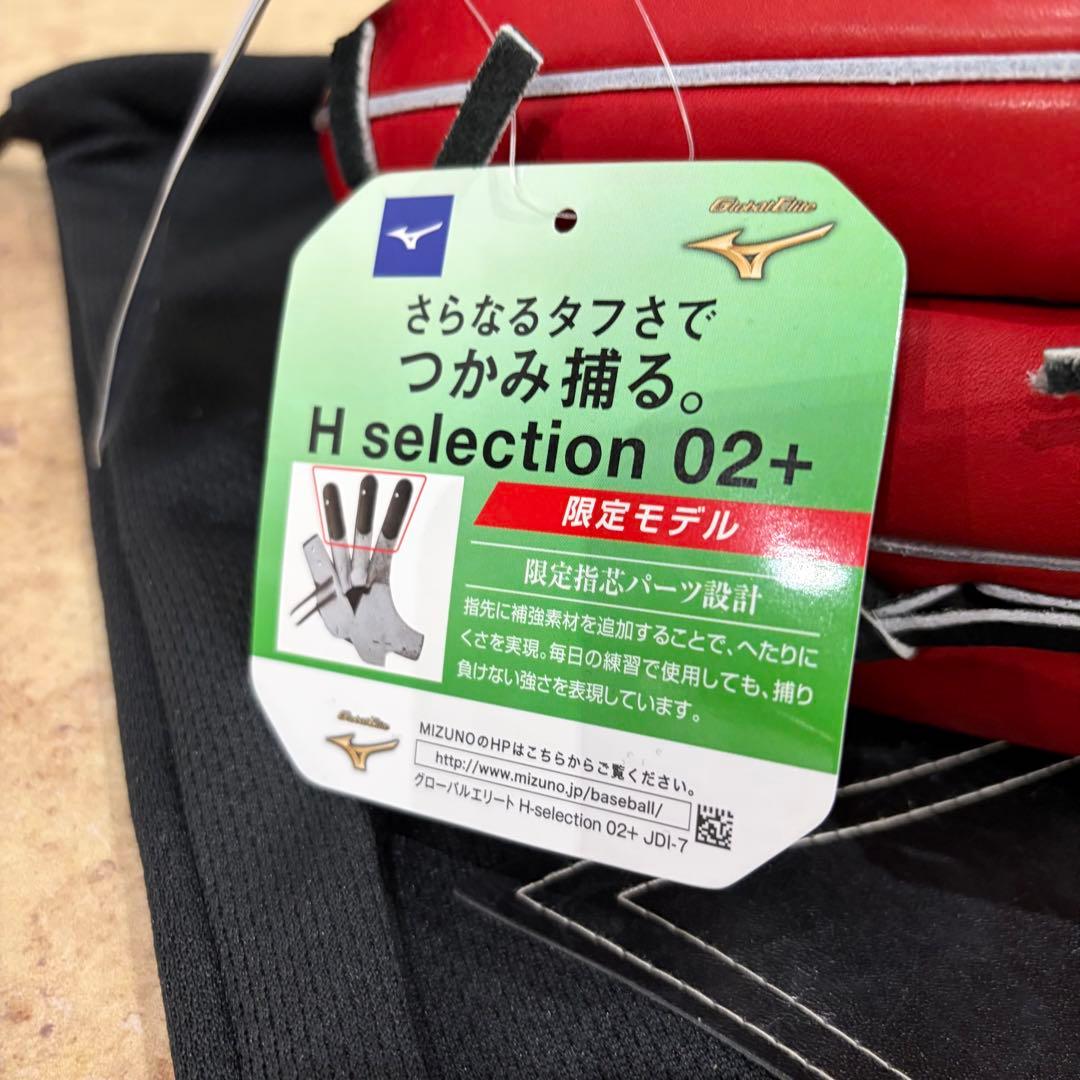 Global Elite
さらなるタフさで
つかみ捕る。
H selection 02+
限定モデル
限定指芯パーツ設計
指先に補強素材を追加することで、へたりに
くさを実現。毎日の練習で使用しても、捕り
負けない強さを表現しています。
Global Elite
MIZUNOのHPはこちらからご覧ください。
http://www.mizuno.jp/baseball/
グローバルエリート H-selection 02+ JDI-7